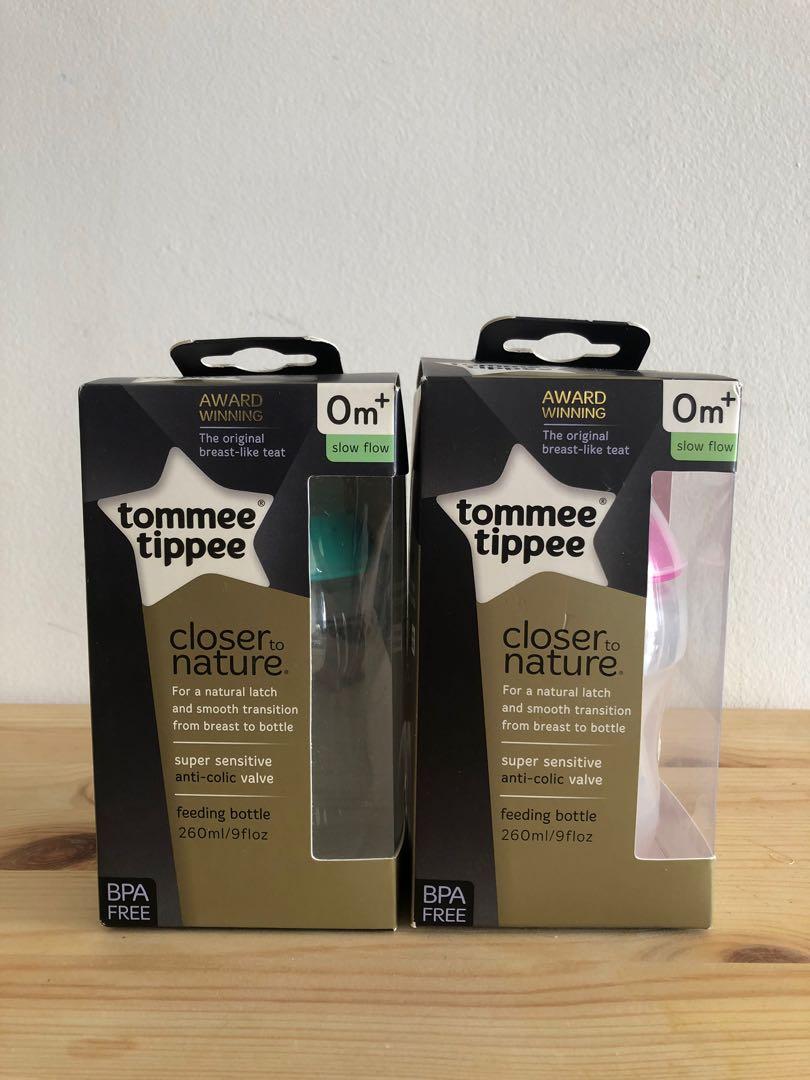 AWARD
WINNING
The original
breast-like teat
0m+
slow flow
tommee®
tippee
closer to
nature®
For a natural latch
and smooth transition
from breast to bottle
super sensitive
anti-colic valve
feeding bottle
260ml/9floz
BPA
FREE
tippee
AWARD
WINNING
The original
breast-like teat
0m+
slow flow
tommee®
tippee
closer to
nature®
For a natural latch
and smooth transition
from breast to bottle
super sensitive
anti-colic valve
feeding bottle
260ml/9floz
BPA
FREE